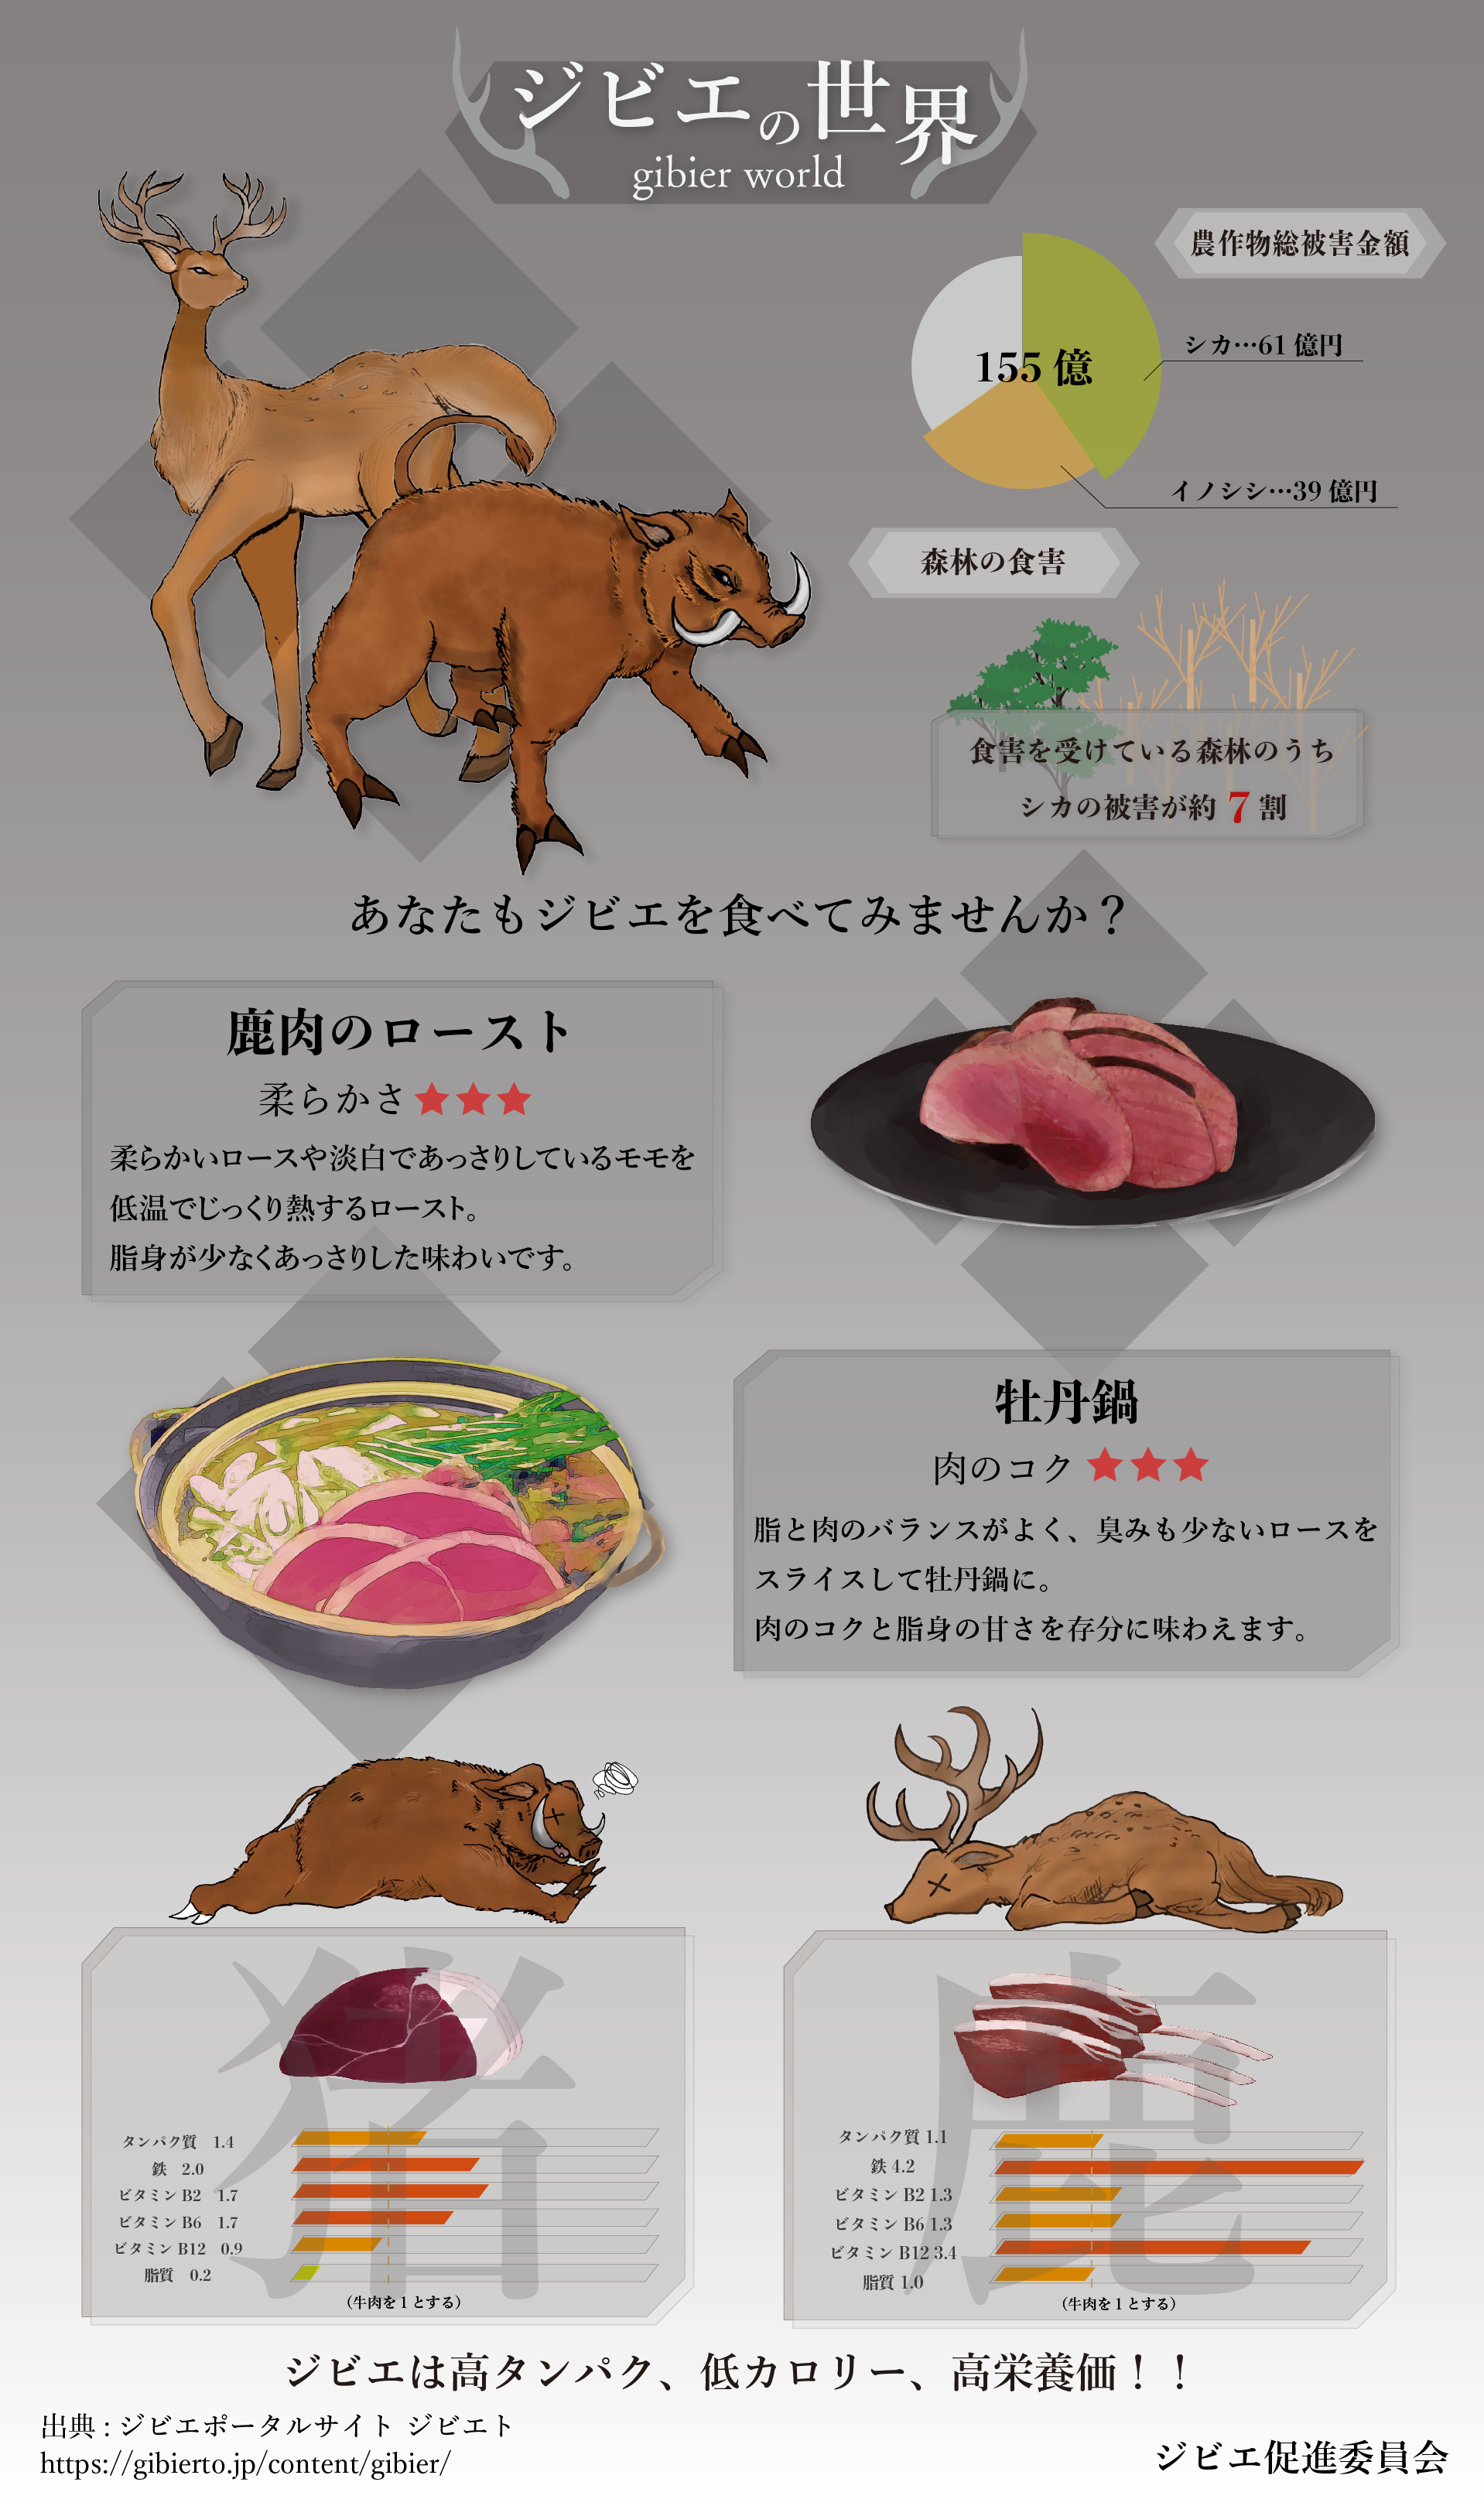 ジビエの世界
gibier world
農作物総被害金額
155 億
シカ…61 億円
イノシシ…39 億円
森林の食害
食害を受けている森林のうち
シカの被害が約 7 割
あなたもジビエを食べてみませんか？
鹿肉のロースト
柔らかさ ★★★
柔らかいロースや淡白であっさりしているモモを
低温でじっくり熱するロースト。
脂身が少なくあっさりした味わいです。
牡丹鍋
肉のコク ★★★
脂と肉のバランスがよく、臭みも少ないロースを
スライスして牡丹鍋に。
肉のコクと脂身の甘さを存分に味わえます。
猪
タンパク質 1.4
鉄 2.0
ビタミン B2 1.7
ビタミン B6 1.7
ビタミン B12 0.9
脂質 0.2
（牛肉を 1 とする）
鹿
タンパク質 1.1
鉄 4.2
ビタミン B2 1.3
ビタミン B6 1.3
ビタミン B12 3.4
脂質 1.0
（牛肉を 1 とする）
ジビエは高タンパク、低カロリー、高栄養価！！
出典 : ジビエポータルサイト ジビエト
https://gibierto.jp/content/gibier/
ジビエ促進委員会